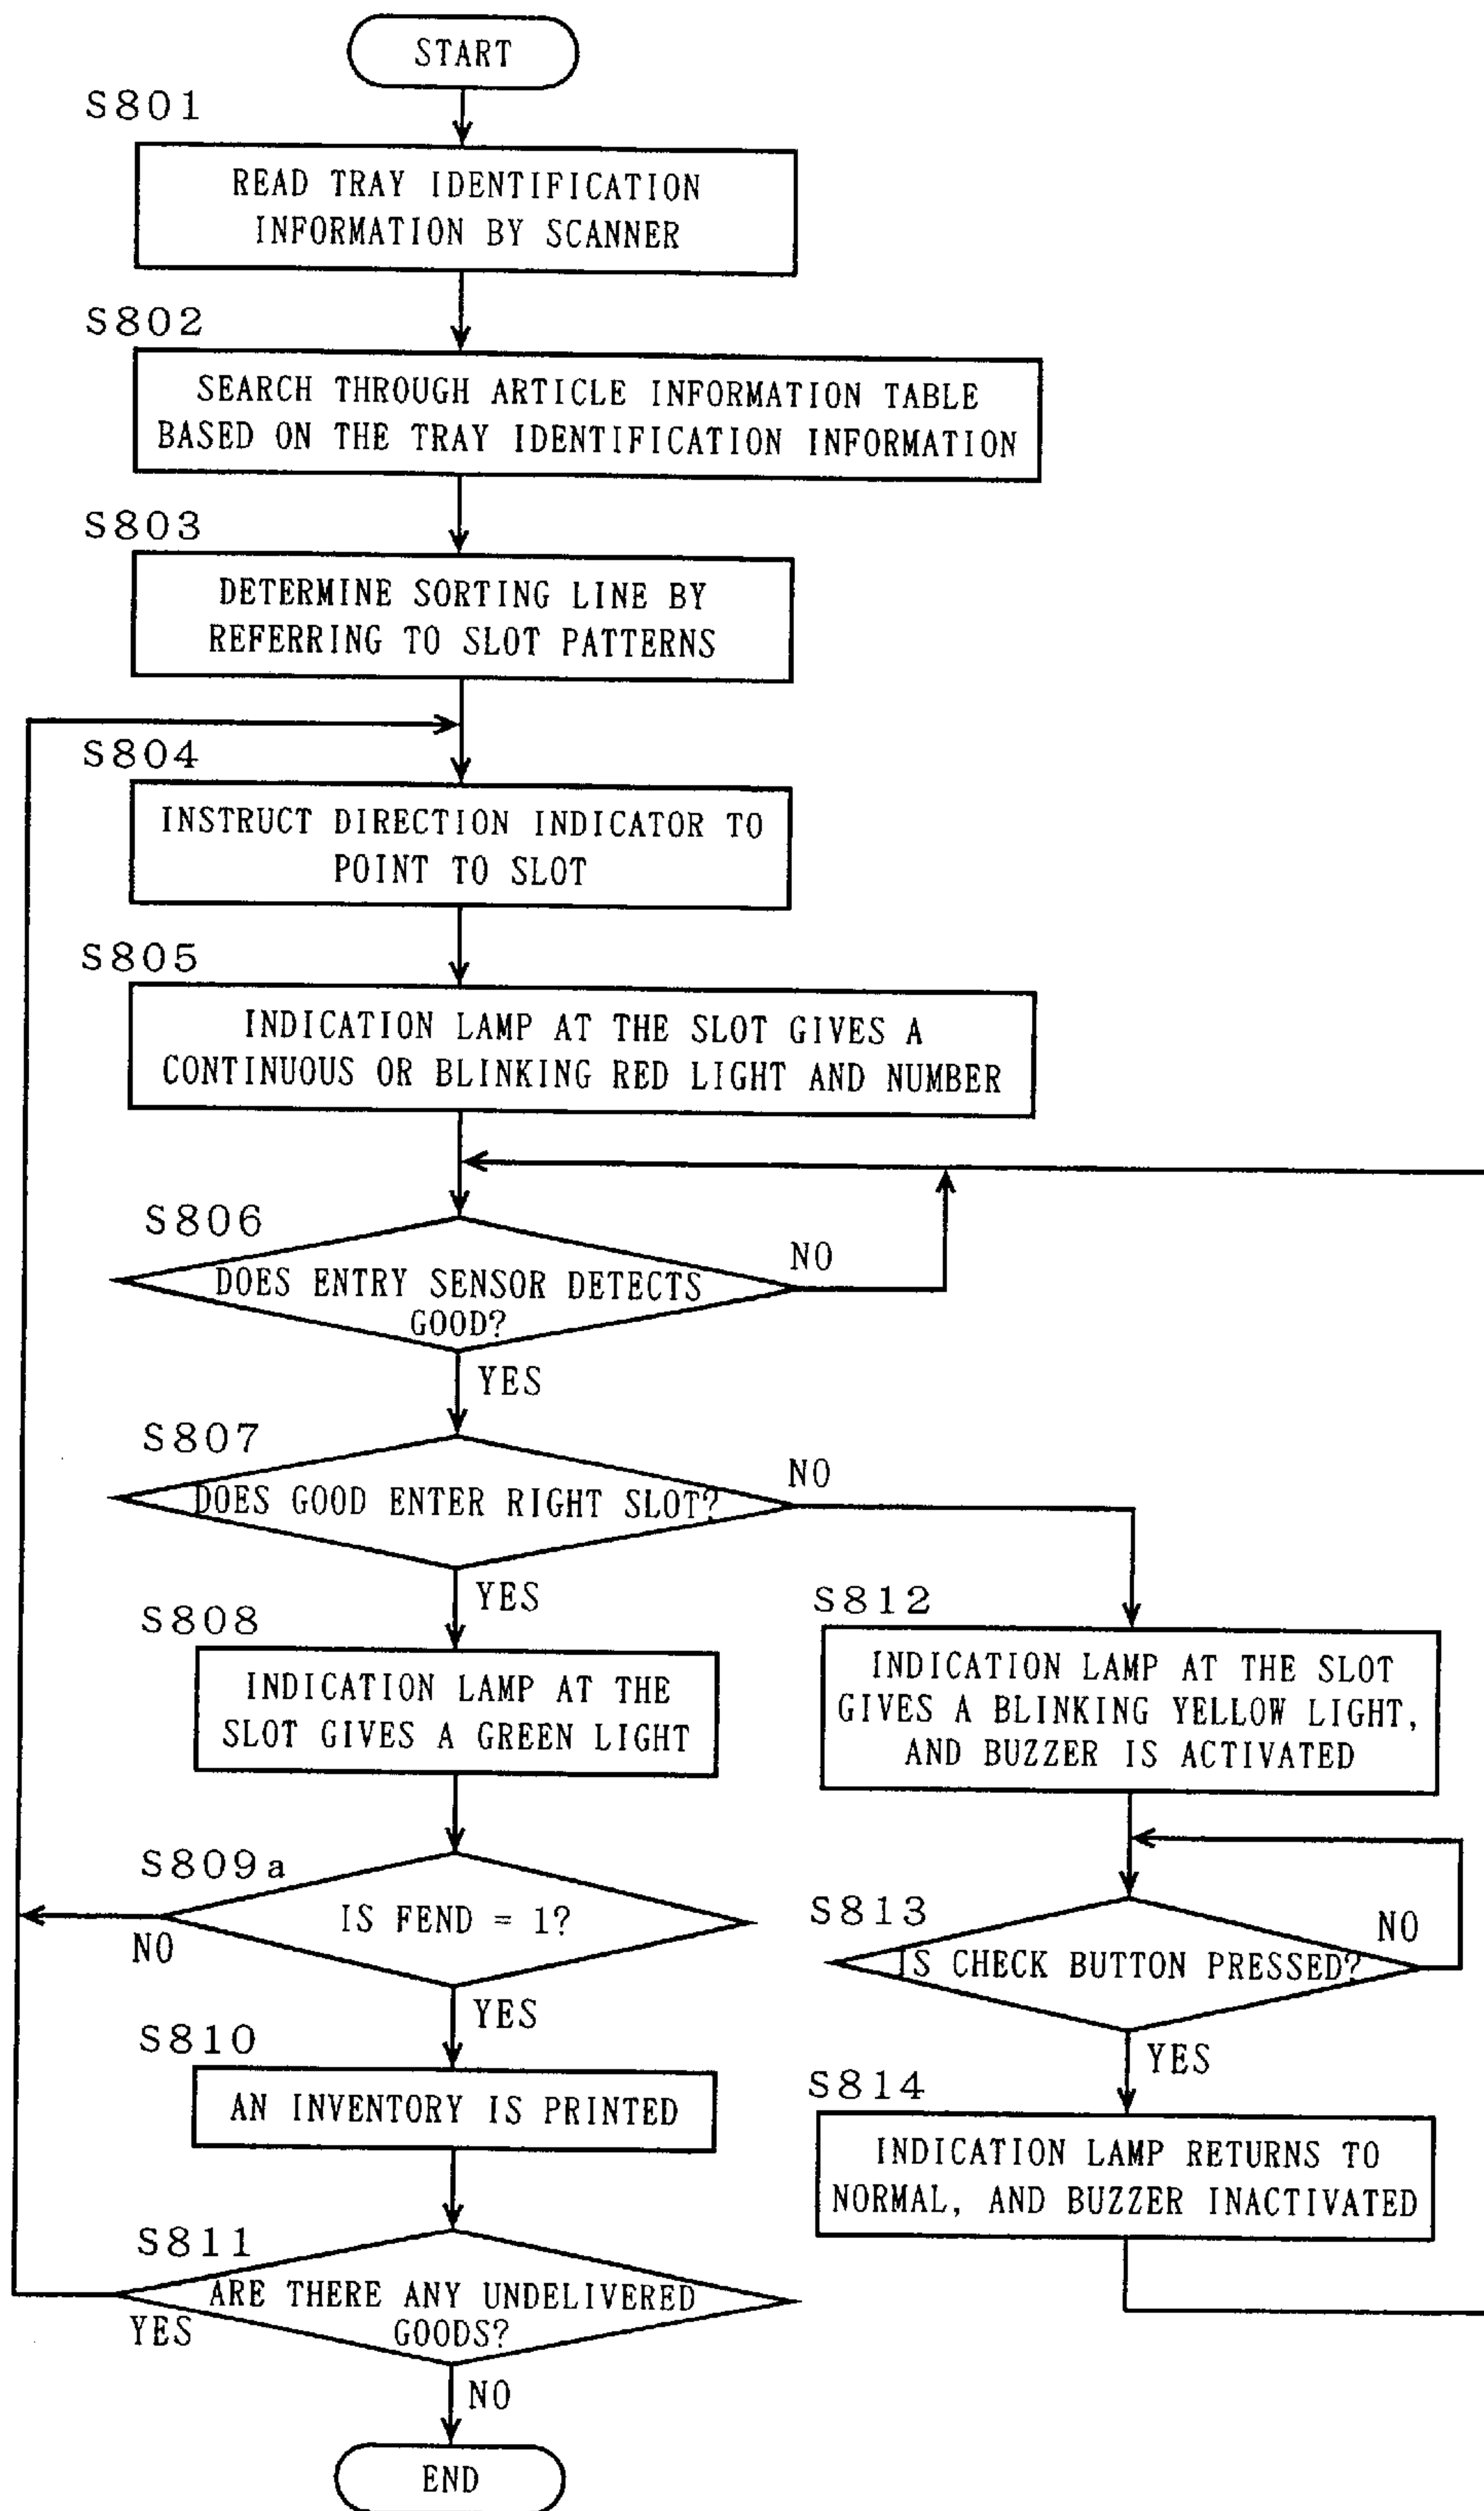 START
S801
READ TRAY IDENTIFICATION
INFORMATION BY SCANNER
S802
SEARCH THROUGH ARTICLE INFORMATION TABLE
BASED ON THE TRAY IDENTIFICATION INFORMATION
S803
DETERMINE SORTING LINE BY
REFERRING TO SLOT PATTERNS
S804
INSTRUCT DIRECTION INDICATOR TO
POINT TO SLOT
S805
INDICATION LAMP AT THE SLOT GIVES A
CONTINUOUS OR BLINKING RED LIGHT AND NUMBER
S806
DOES ENTRY SENSOR DETECTS
GOOD?
NO
YES
S807
DOES GOOD ENTER RIGHT SLOT?
NO
YES
S808
INDICATION LAMP AT THE
SLOT GIVES A GREEN LIGHT
S809a
IS FEND = 1?
NO
YES
S810
AN INVENTORY IS PRINTED
S811
ARE THERE ANY UNDELIVERED
GOODS?
YES
NO
END
S812
INDICATION LAMP AT THE SLOT
GIVES A BLINKING YELLOW LIGHT,
AND BUZZER IS ACTIVATED
S813
IS CHECK BUTTON PRESSED?
NO
YES
S814
INDICATION LAMP RETURNS TO
NORMAL, AND BUZZER INACTIVATED